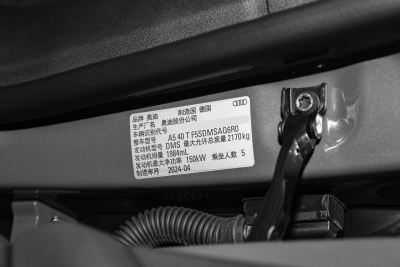 品牌 奥迪 制造国 德国
生产厂名 奥迪股份公司
车辆识别代号
整车型号 A5 40 T F5SDMSAQ6R0
发动机型号 DMS 最大允许总质量 2170kg
发动机排量 1984mL
发动机最大净功率 150kW 乘坐人数 5
制造年月 2024-04